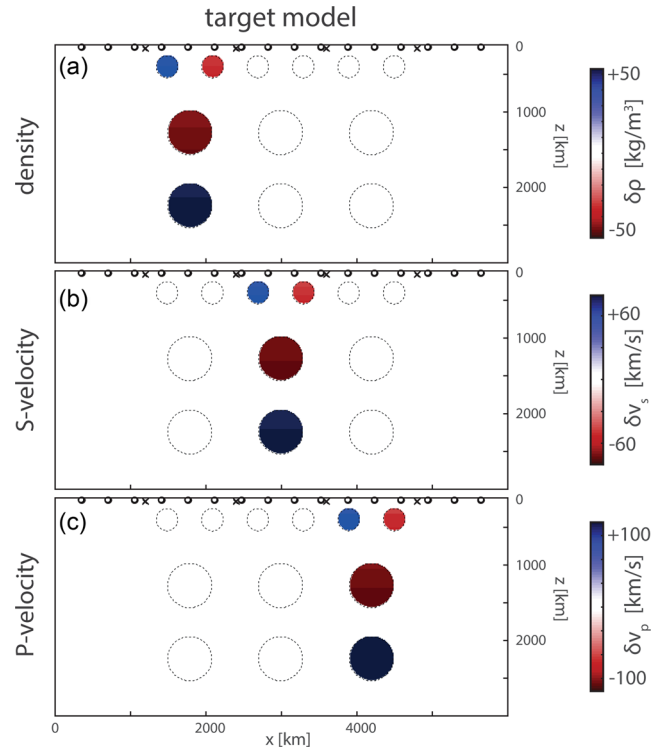 target model
(a)
density
0
1000
2000
z [km]
+50
-50
δρ [kg/m³]
(b)
S-velocity
0
1000
2000
z [km]
+60
-60
δvₛ [km/s]
(c)
P-velocity
0
1000
2000
z [km]
+100
-100
δvₚ [km/s]
0 2000 4000
x [km]